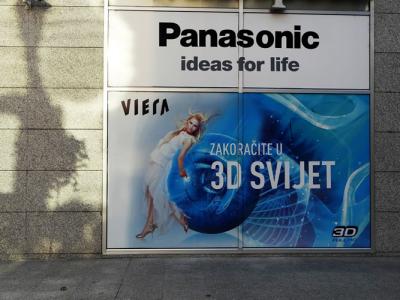 Panasonic
ideas for life
VIErA
ZAKORAČITE U
3D SVIJET
3D